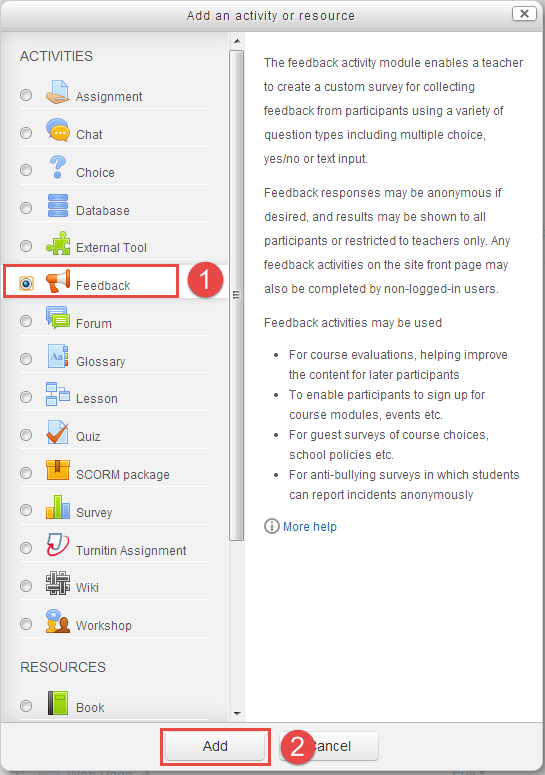 Add an activity or resource
ACTIVITIES
Assignment
Chat
Choice
Database
External Tool
Feedback
1
Forum
Glossary
Lesson
Quiz
SCORM package
Survey
Turnitin Assignment
Wiki
Workshop
RESOURCES
Book
The feedback activity module enables a teacher
to create a custom survey for collecting
feedback from participants using a variety of
question types including multiple choice,
yes/no or text input.
Feedback responses may be anonymous if
desired, and results may be shown to all
participants or restricted to teachers only. Any
feedback activities on the site front page may
also be completed by non-logged-in users.
Feedback activities may be used
• For course evaluations, helping improve
the content for later participants
• To enable participants to sign up for
course modules, events etc.
• For guest surveys of course choices,
school policies etc.
• For anti-bullying surveys in which students
can report incidents anonymously
More help
Add
2
ancel